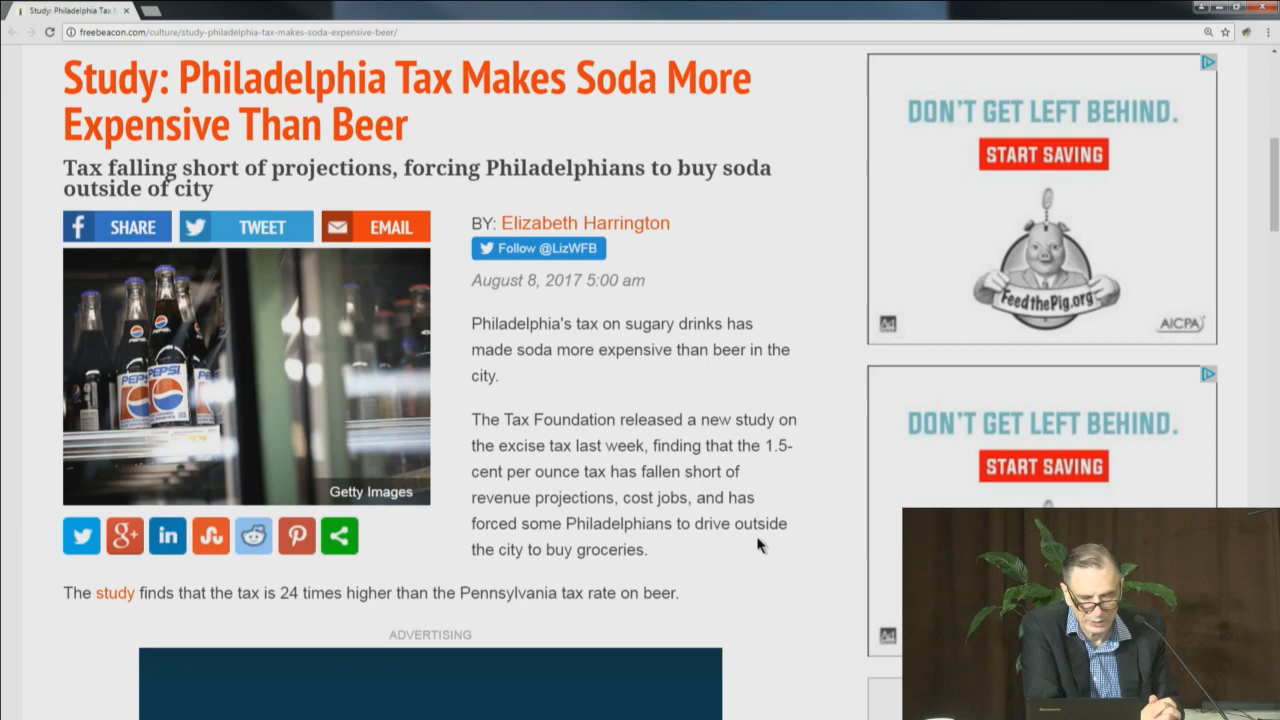 Study: Philadelphia Tax M
freebeacon.com/culture/study-philadelphia-tax-makes-soda-expensive-beer/
Study: Philadelphia Tax Makes Soda More
Expensive Than Beer
Tax falling short of projections, forcing Philadelphians to buy soda
outside of city
SHARE
TWEET
EMAIL
PEPSI
PEPSI
Getty Images
BY: Elizabeth Harrington
Follow @LizWFB
August 8, 2017 5:00 am
Philadelphia's tax on sugary drinks has
made soda more expensive than beer in the
city.
The Tax Foundation released a new study on
the excise tax last week, finding that the 1.5-
cent per ounce tax has fallen short of
revenue projections, cost jobs, and has
forced some Philadelphians to drive outside
the city to buy groceries.
The study finds that the tax is 24 times higher than the Pennsylvania tax rate on beer.
ADVERTISING
DON'T GET LEFT BEHIND.
START SAVING
FeedthePig.org
AICPA
DON'T GET LEFT BEHIND.
START SAVING